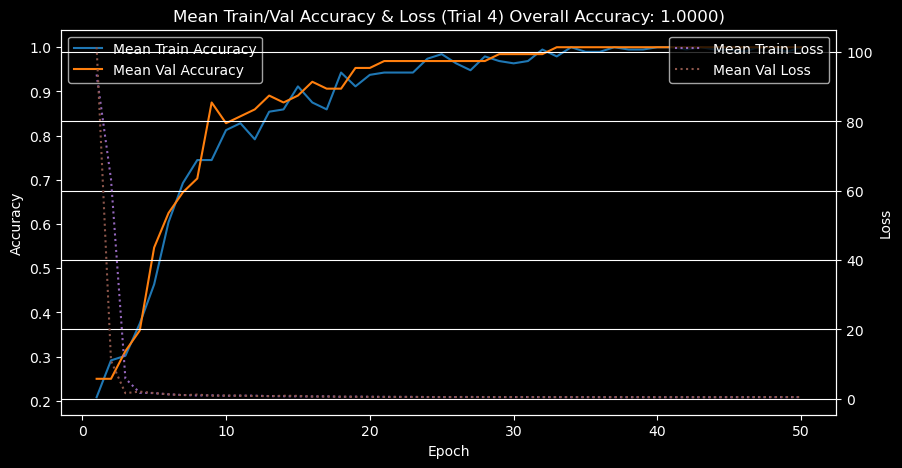 Mean Train/Val Accuracy & Loss (Trial 4) Overall Accuracy: 1.0000)
Mean Train Accuracy
Mean Val Accuracy
Mean Train Loss
Mean Val Loss
Accuracy
1.0
0.9
0.8
0.7
0.6
0.5
0.4
0.3
0.2
100
80
60
40
20
0
Loss
0 10 20 30 40 50
Epoch